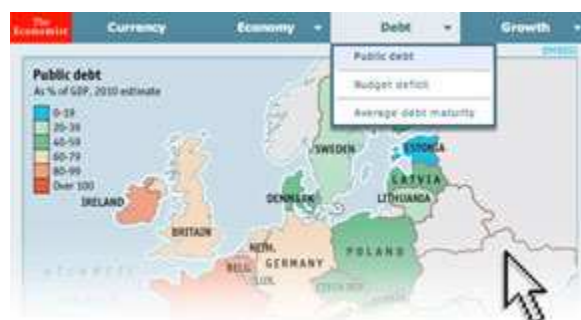 The
Economist
Currency
Economy
Debt
Growth
Public debt
Budget deficit
Average debt maturity
Public debt
As % of GDP, 2010 estimate
0-19
20-39
40-59
60-79
80-99
Over 100
SWEDEN
ESTONIA
LATVIA
LITHUANIA
IRELAND
DENMARK
BRITAIN
NETH.
POLAND
BELG.
GERMANY
LUX.